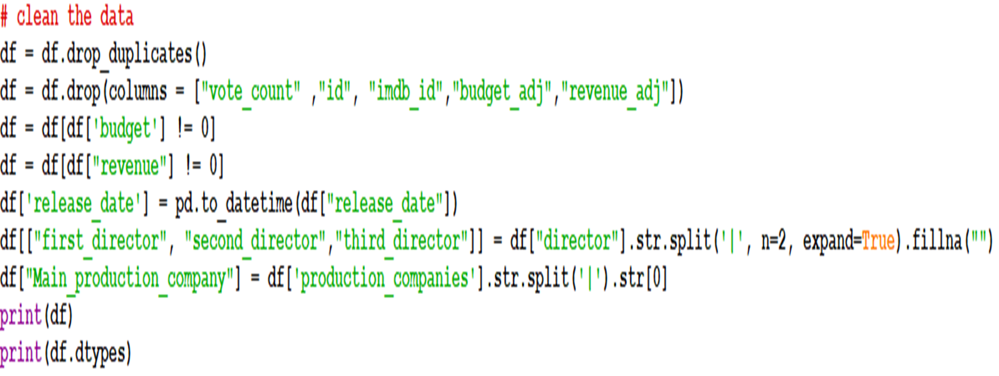 # clean the data
df = df.drop_duplicates()
df = df.drop(columns = ["vote_count" ,"id", "imdb_id","budget_adj","revenue_adj"])
df = df[df['budget'] != 0]
df = df[df["revenue"] != 0]
df['release_date'] = pd.to_datetime(df["release_date"])
df[["first_director", "second_director","third_director"]] = df["director"].str.split('|', n=2, expand=True).fillna("")
df["Main_production_company"] = df['production_companies'].str.split('|').str[0]
print(df)
print(df.dtypes)